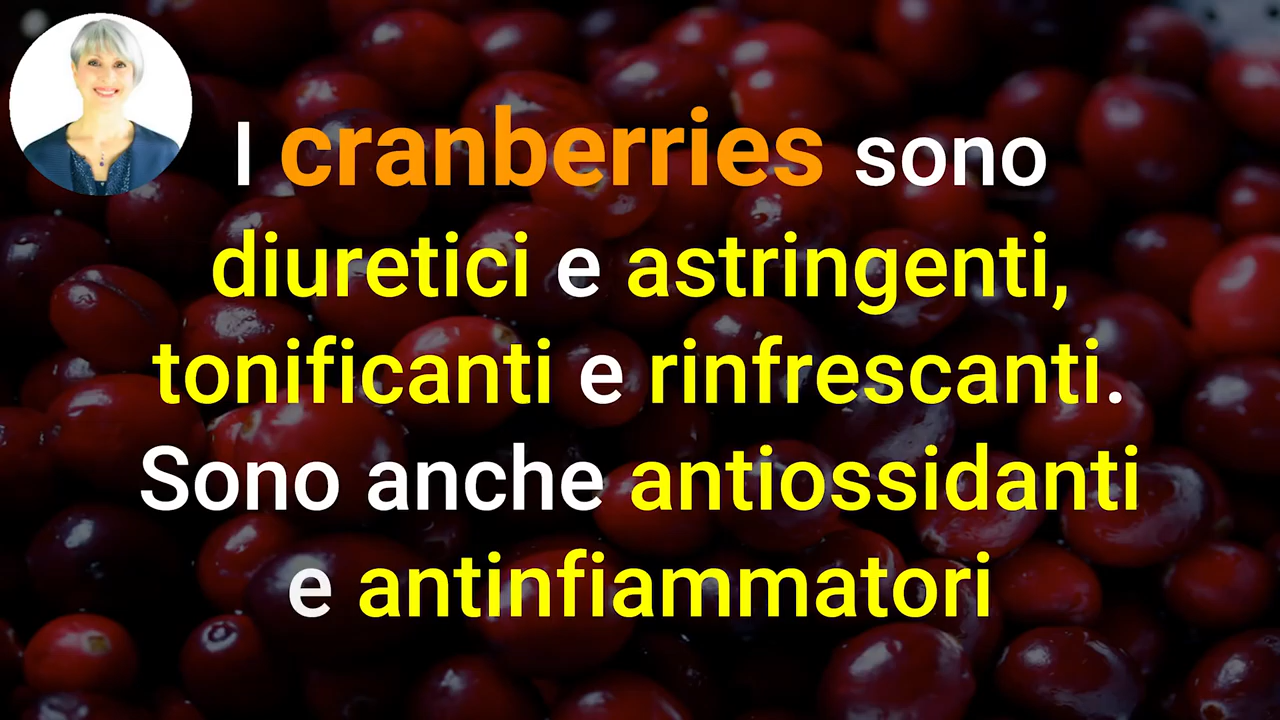 I cranberries sono
diuretici e astringenti,
tonificanti e rinfrescanti.
Sono anche antiossidanti
e antinfiammatori